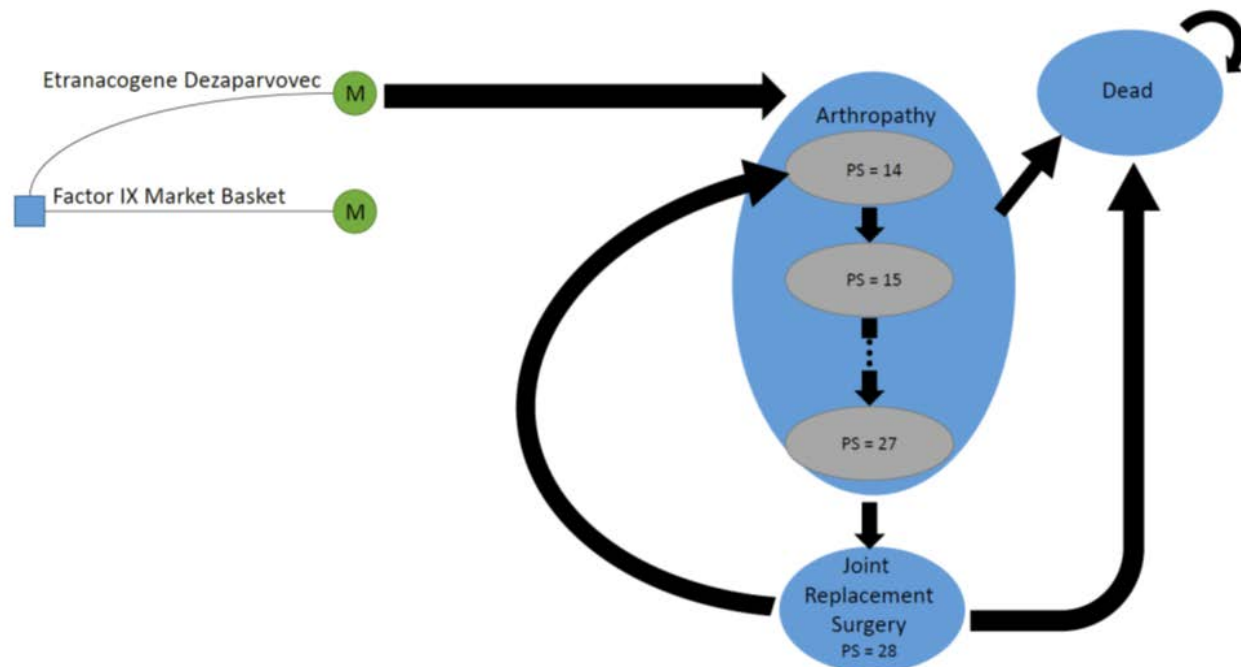 Etranacogene Dezaparvovec
M
Factor IX Market Basket
M
Arthropathy
PS = 14
PS = 15
PS = 27
Joint
Replacement
Surgery
PS = 28
Dead